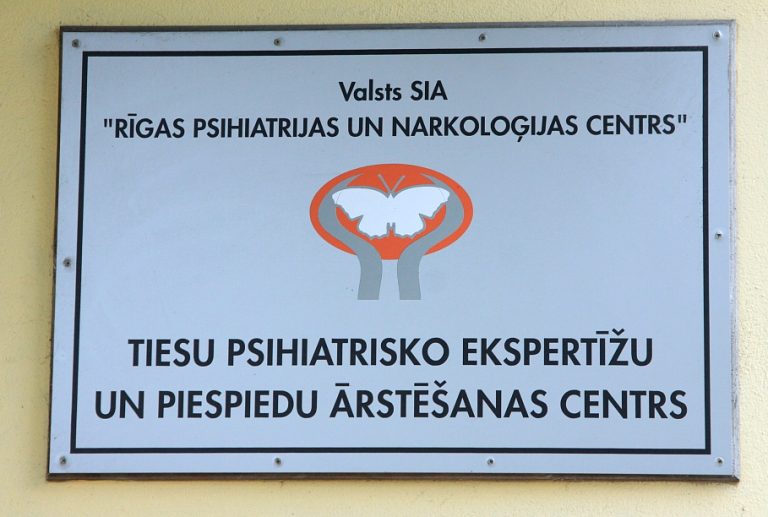 Valsts SIA
"RĪGAS PSIHIATRIJAS UN NARKOLOĢIJAS CENTRS"
TIESU PSIHIATRISKO EKSPERTĪŽU
UN PIESPIEDU ĀRSTĒŠANAS CENTRS